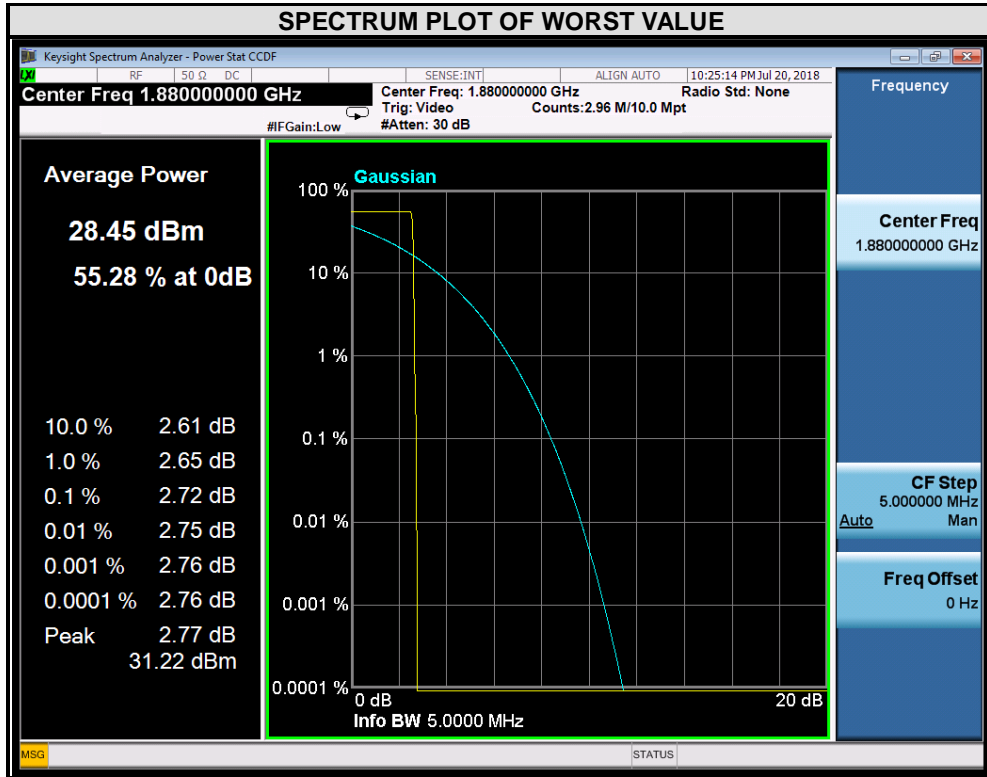 SPECTRUM PLOT OF WORST VALUE
Keysight Spectrum Analyzer - Power Stat CCDF
LXI RF 50 Ω DC SENSE:INT ALIGN AUTO 10:25:14 PM Jul 20, 2018
Center Freq 1.880000000 GHz
Center Freq: 1.880000000 GHz Radio Std: None
Trig: Video Counts:2.96 M/10.0 Mpt
#IFGain:Low #Atten: 30 dB
Frequency
Average Power
28.45 dBm
55.28 % at 0dB
10.0 % 2.61 dB
1.0 % 2.65 dB
0.1 % 2.72 dB
0.01 % 2.75 dB
0.001 % 2.76 dB
0.0001 % 2.76 dB
Peak 2.77 dB
31.22 dBm
Gaussian
100 %
10 %
1 %
0.1 %
0.01 %
0.001 %
0.0001 %
0 dB 20 dB
Info BW 5.0000 MHz
Center Freq
1.880000000 GHz
CF Step
5.000000 MHz
Auto Man
Freq Offset
0 Hz
MSG STATUS